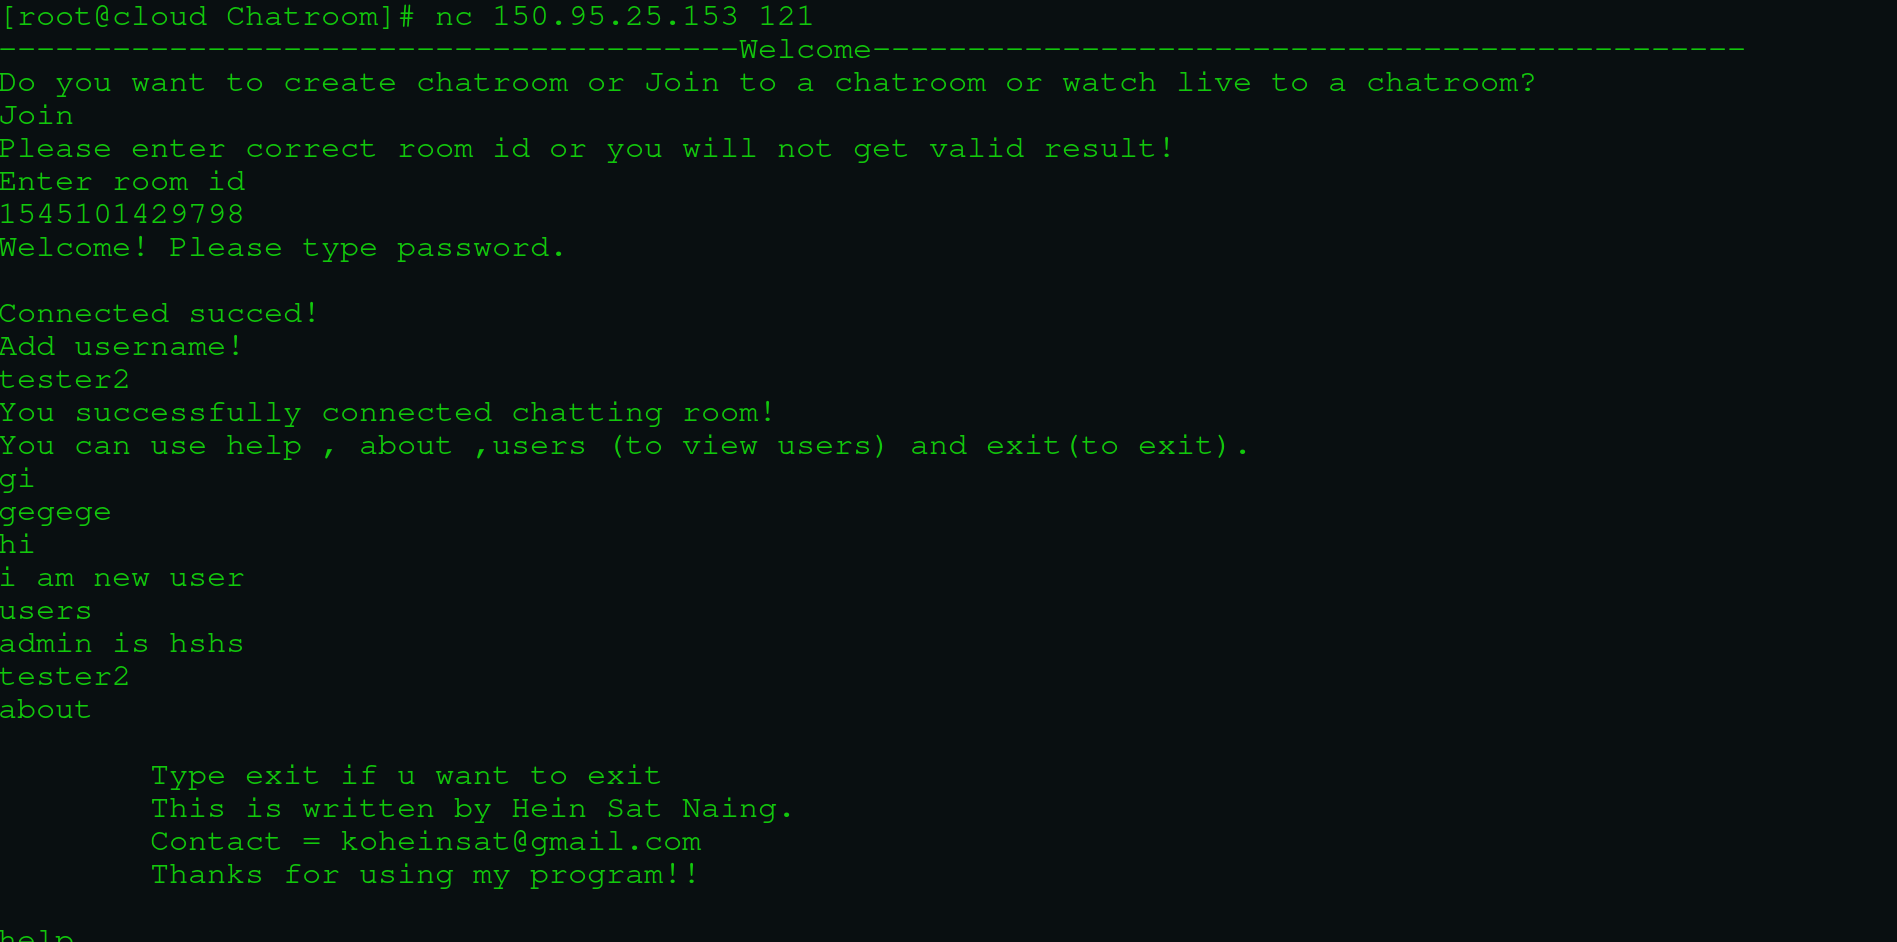 [root@cloud Chatroom]# nc 150.95.25.153 121
---------------------------------------Welcome----------------------------------------------
Do you want to create chatroom or Join to a chatroom or watch live to a chatroom?
Join
Please enter correct room id or you will not get valid result!
Enter room id
1545101429798
Welcome! Please type password.
Connected succed!
Add username!
tester2
You successfully connected chatting room!
You can use help , about ,users (to view users) and exit(to exit).
gi
gegege
hi
i am new user
users
admin is hshs
tester2
about
Type exit if u want to exit
This is written by Hein Sat Naing.
Contact = koheinsat@gmail.com
Thanks for using my program!!
help